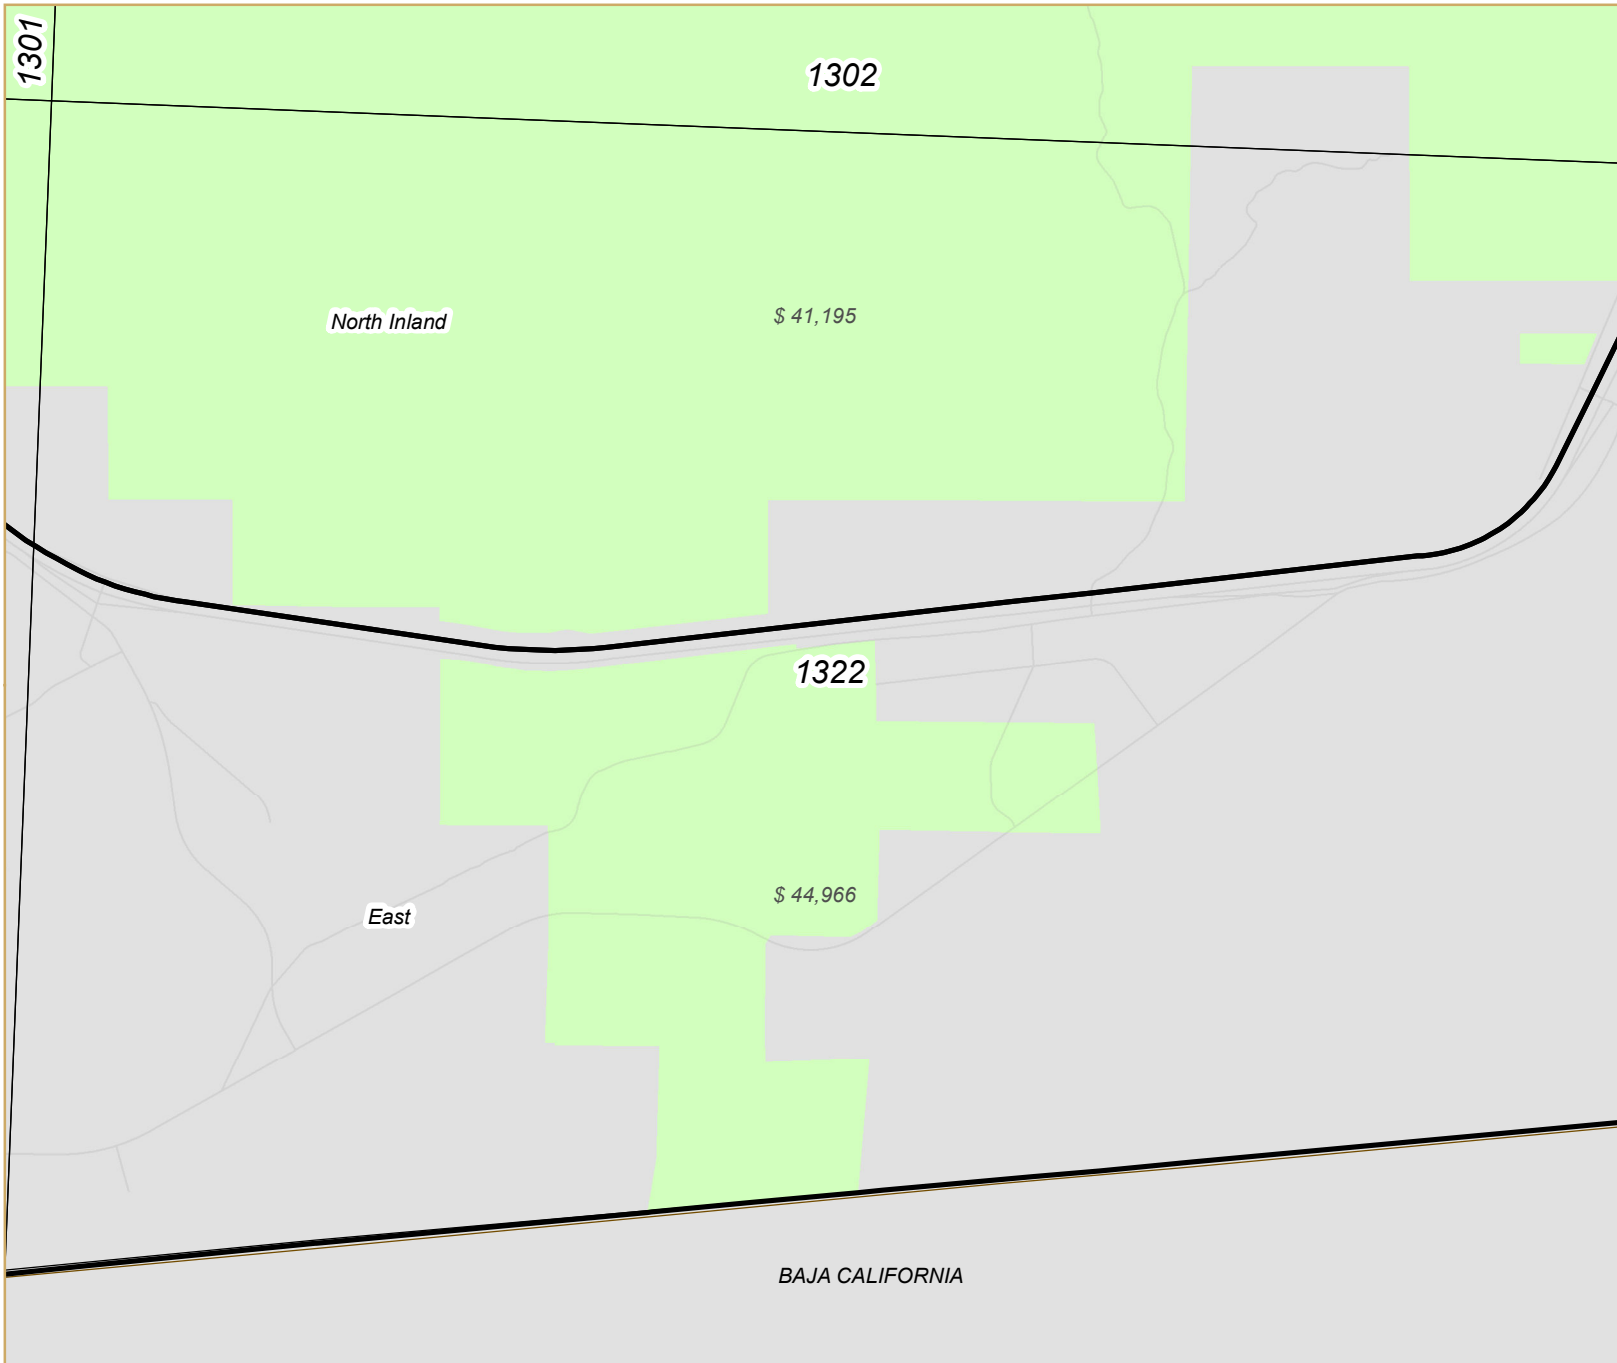 1301
1302
North Inland
$ 41,195
1322
$ 44,966
East
BAJA CALIFORNIA